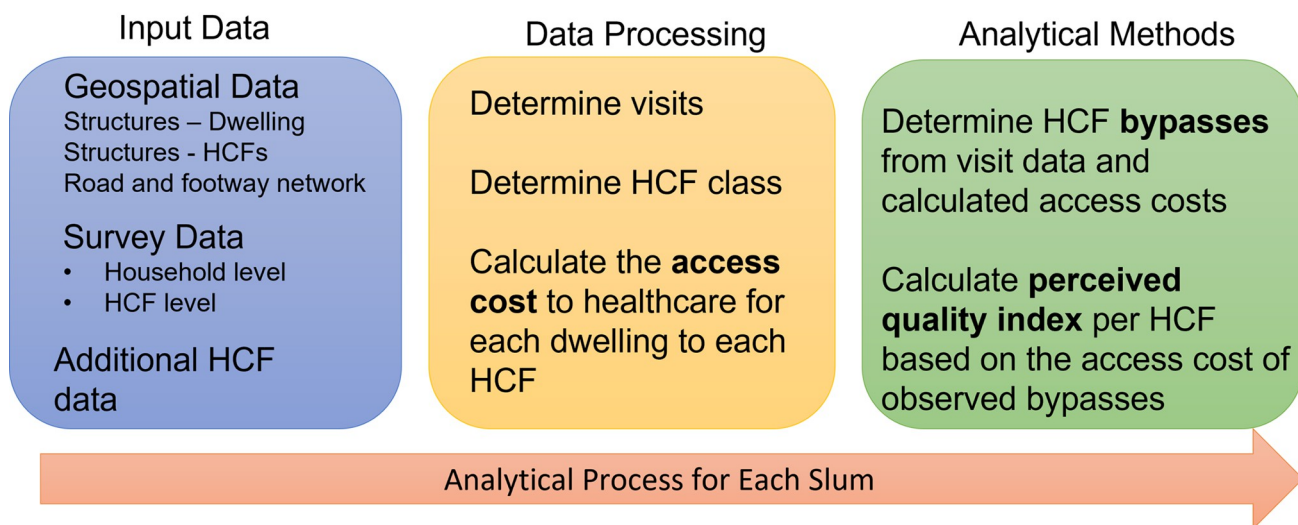 Input Data
Geospatial Data
Structures – Dwelling
Structures - HCFs
Road and footway network
Survey Data
• Household level
• HCF level
Additional HCF
data
Data Processing
Determine visits
Determine HCF class
Calculate the access
cost to healthcare for
each dwelling to each
HCF
Analytical Methods
Determine HCF bypasses
from visit data and
calculated access costs
Calculate perceived
quality index per HCF
based on the access cost of
observed bypasses
Analytical Process for Each Slum